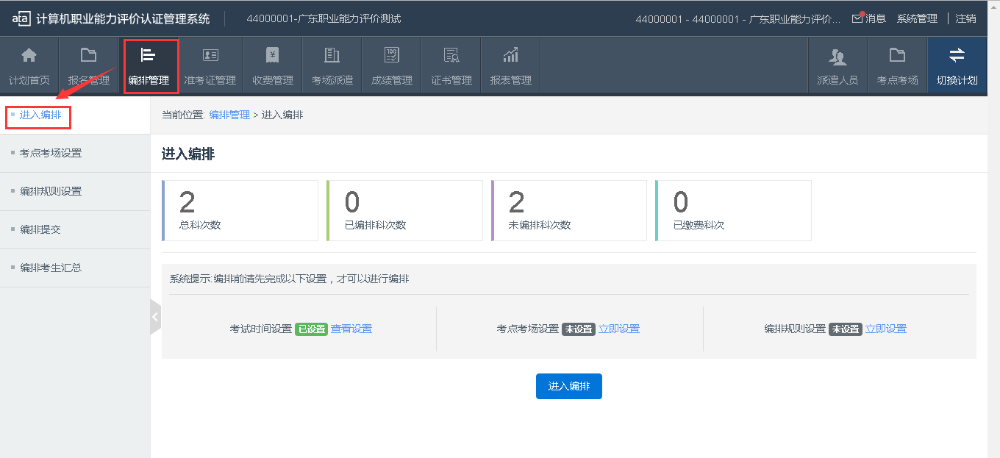 ata 计算机职业能力评价认证管理系统 44000001-广东职业能力评价测试 44000001 - 44000001 - 广东职业能力评价... 消息 系统管理 注销
计划首页 报名管理 编排管理 准考证管理 收费管理 考场派遣 成绩管理 证书管理 报表管理 派遣人员 考点考场 切换计划
进入编排
考点考场设置
编排规则设置
编排提交
编排考生汇总
当前位置: 编排管理 > 进入编排
进入编排
2 0 2 0
总科次数 已编排科次数 未编排科次数 已缴费科次
系统提示:编排前请先完成以下设置，才可以进行编排
考试时间设置 已设置 查看设置 考点考场设置 未设置 立即设置 编排规则设置 未设置 立即设置
进入编排